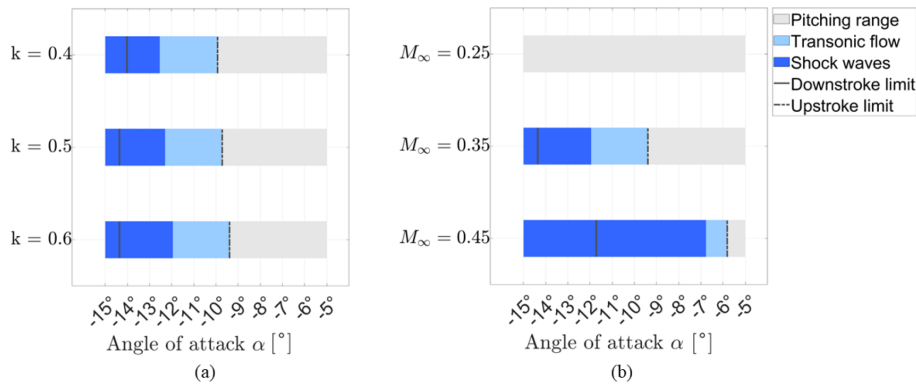 k = 0.4
k = 0.5
k = 0.6
-15° -14° -13° -12° -11° -10° -9° -8° -7° -6° -5°
Angle of attack α [°]
(a)
M∞ = 0.25
M∞ = 0.35
M∞ = 0.45
-15° -14° -13° -12° -11° -10° -9° -8° -7° -6° -5°
Angle of attack α [°]
(b)
Pitching range
Transonic flow
Shock waves
Downstroke limit
Upstroke limit